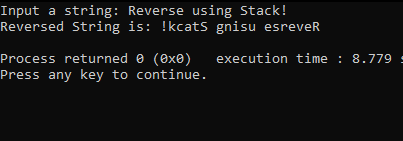 Input a string: Reverse using Stack!
Reversed String is: !kcatS gnisu esreveR
Process returned 0 (0x0)   execution time : 8.779 s
Press any key to continue.